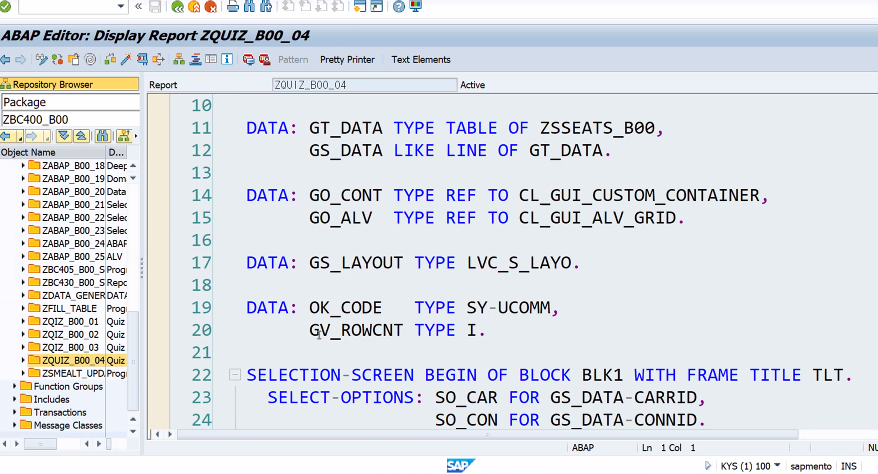 ABAP Editor: Display Report ZQUIZ_B00_04
Pattern Pretty Printer Text Elements
Repository Browser
Package
ZBC400_B00
Object Name D...
ZABAP_B00_18 Deep
ZABAP_B00_19 Dom
ZABAP_B00_20 Data
ZABAP_B00_21 Selec
ZABAP_B00_22 Selec
ZABAP_B00_23 Selec
ZABAP_B00_24 ABAP
ZABAP_B00_25 ALV
ZBC405_B00_S Prog
ZBC430_B00_S Repo
ZDATA_GENER DATA
ZFILL_TABLE Progr
ZQIZ_B00_01 Quiz
ZQIZ_B00_02 Quiz
ZQIZ_B00_03 Quiz
ZQUIZ_B00_04 Quiz
ZSMEALT_UPD Progr
Function Groups
Includes
Transactions
Message Classes
Report ZQUIZ_B00_04 Active
10
11 DATA: GT_DATA TYPE TABLE OF ZSSEATS_B00,
12 GS_DATA LIKE LINE OF GT_DATA.
13
14 DATA: GO_CONT TYPE REF TO CL_GUI_CUSTOM_CONTAINER,
15 GO_ALV TYPE REF TO CL_GUI_ALV_GRID.
16
17 DATA: GS_LAYOUT TYPE LVC_S_LAYO.
18
19 DATA: OK_CODE TYPE SY-UCOMM,
20 GV_ROWCNT TYPE I.
21
22 SELECTION-SCREEN BEGIN OF BLOCK BLK1 WITH FRAME TITLE TLT.
23 SELECT-OPTIONS: SO_CAR FOR GS_DATA-CARRID,
24 SO_CON FOR GS_DATA-CONNID.
ABAP Ln 1 Col 1 NU
SAP KYS (1) 100 sapmento INS